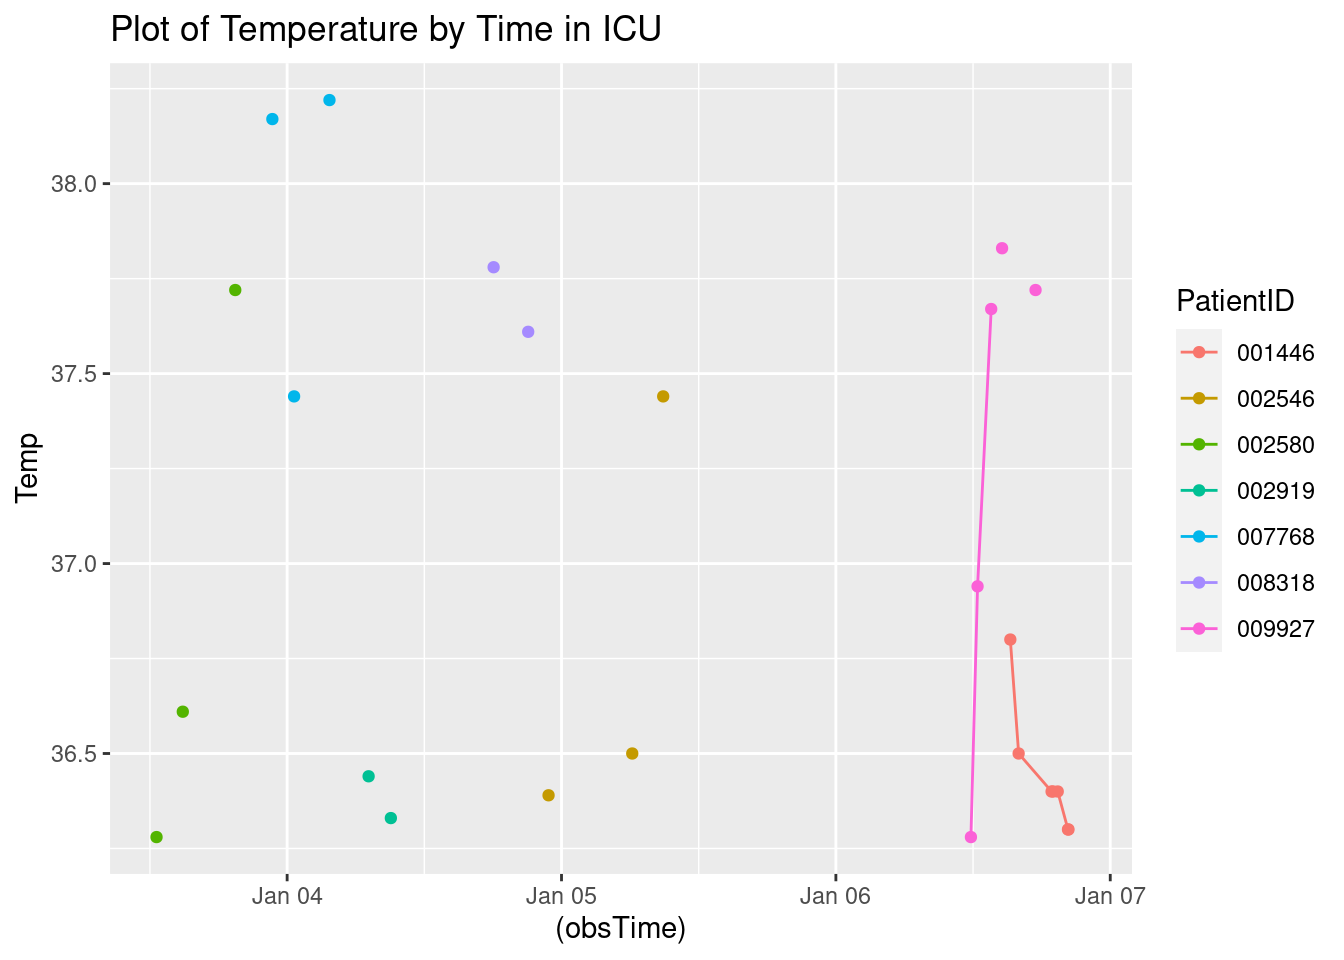 Plot of Temperature by Time in ICU
38.0
37.5
37.0
36.5
Temp
Jan 04
Jan 05
Jan 06
Jan 07
(obsTime)
PatientID
001446
002546
002580
002919
007768
008318
009927